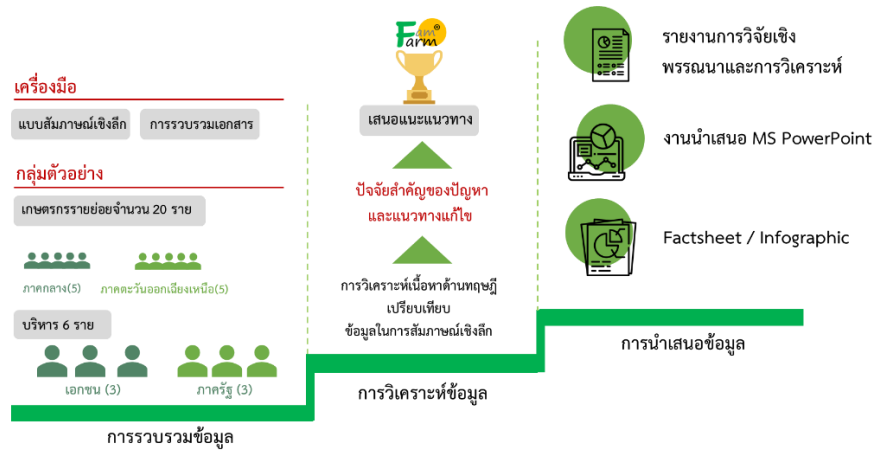 เครื่องมือ
แบบสัมภาษณ์เชิงลึก
การรวบรวมเอกสาร
กลุ่มตัวอย่าง
เกษตรกรรายย่อยจำนวน 20 ราย
ภาคกลาง(5)
ภาคตะวันออกเฉียงเหนือ(5)
บริหาร 6 ราย
เอกชน (3)
ภาครัฐ (3)
การรวบรวมข้อมูล
Fam
Farm
เสนอแนะแนวทาง
ปัจจัยสำคัญของปัญหา
และแนวทางแก้ไข
การวิเคราะห์เนื้อหาด้านทฤษฎี
เปรียบเทียบ
ข้อมูลในการสัมภาษณ์เชิงลึก
การวิเคราะห์ข้อมูล
รายงานการวิจัยเชิง
พรรณนาและการวิเคราะห์
งานนำเสนอ MS PowerPoint
Factsheet / Infographic
การนำเสนอข้อมูล